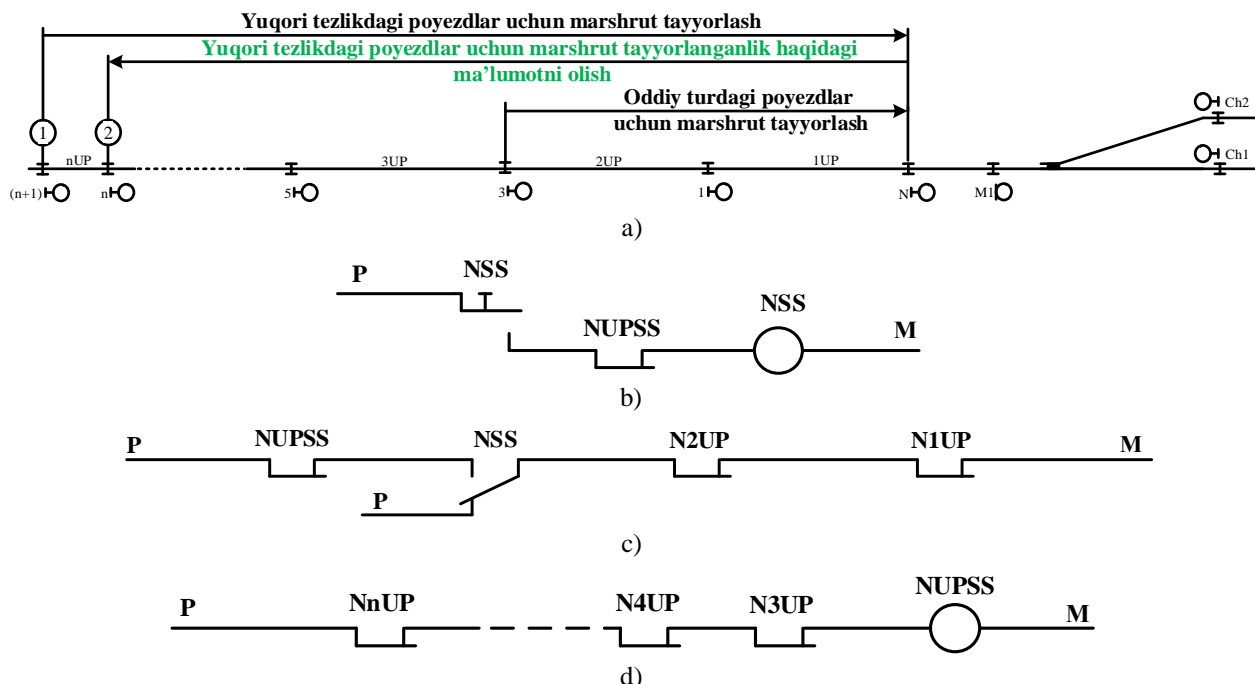 Yuqori tezlikdagi poyezdlar uchun marshrut tayyorlash
Yuqori tezlikdagi poyezdlar uchun marshrut tayyorlanganlik haqidagi
ma'lumotni olish
Oddiy turdagi poyezdlar
uchun marshrut tayyorlash
Ch2
1 2
nUP 3UP 2UP 1UP Ch1
(n+1) n 5 3 1 N M1
a)
P NSS
NSS
NUPSS M
b)
P NUPSS NSS N2UP N1UP M
P
c)
NUPSS
P NnUP N4UP N3UP M
d)